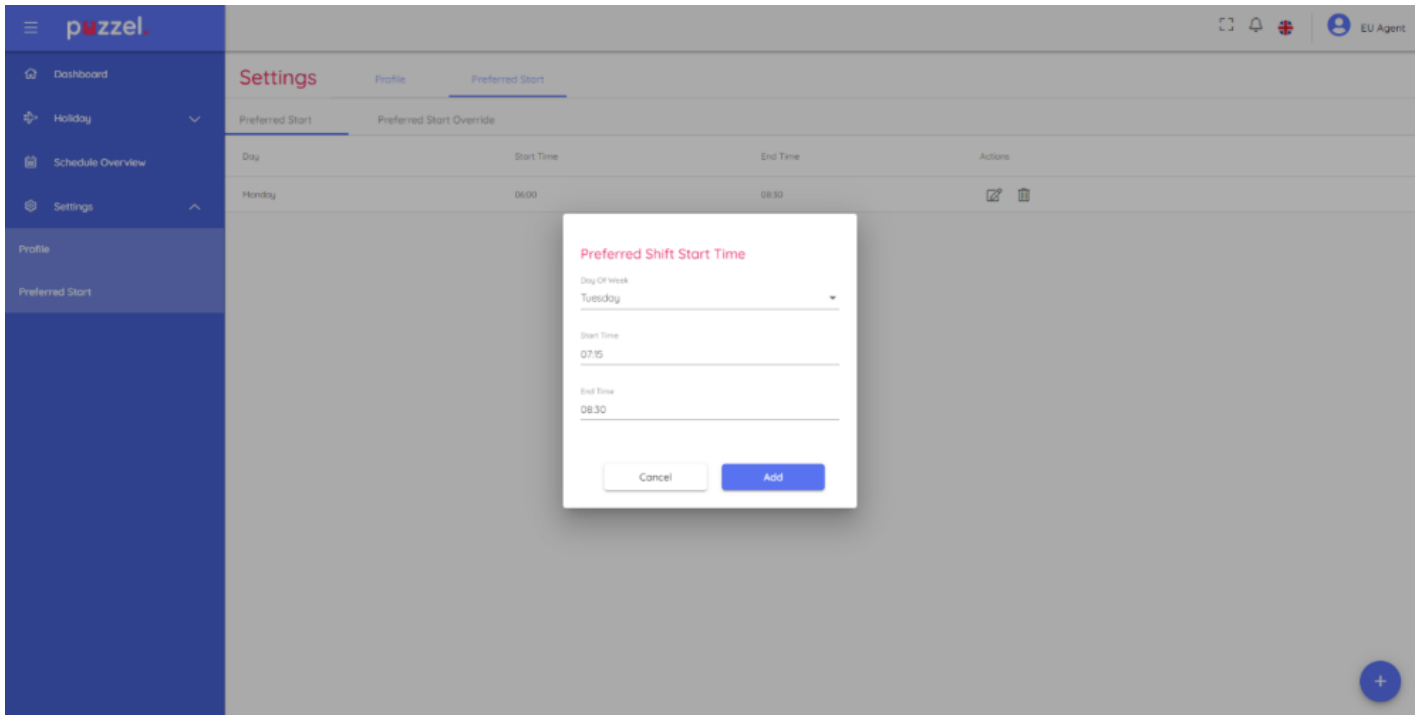 puzzel.
EU Agent
Dashboard
Holiday
Schedule Overview
Settings
Profile
Preferred Start
Settings Profile Preferred Start
Preferred Start Preferred Start Override
Day Start Time End Time Actions
Monday 06:00 08:30
Preferred Shift Start Time
Day Of Week
Tuesday
Start Time
07:15
End Time
08:30
Cancel Add